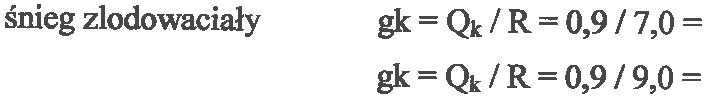 śnieg zlodowaciały gk = Qk / R = 0,9 / 7,0 =
gk = Qk / R = 0,9 / 9,0 =